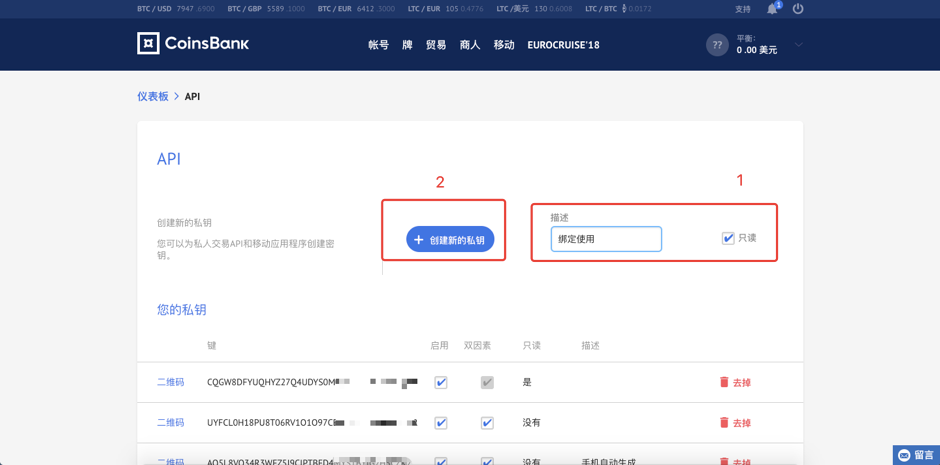 BTC / USD 7947 .6900 BTC / GBP 5589 .1000 BTC / EUR 6412 .3000 LTC / EUR 105 0.4776 LTC /美元 130 0.6008 LTC / BTC ₿ 0.0172 支持 1
CoinsBank 帐号 牌 贸易 商人 移动 EUROCRUISE'18 ?? 平衡:
0 .00 美元
仪表板 > API
API
2 1
创建新的私钥
您可以为私人交易API和移动应用程序创建密
钥。
+ 创建新的私钥
描述
绑定使用 只读
您的私钥
键 启用 双因素 只读 描述
二维码 CQGW8DFYUQHYZ27Q4UDYS0M 是 去掉
二维码 UYFCL0H18PU8T06RV1O1O97C 没有 去掉
二维码 没有 手机自动生成 去掉
留言